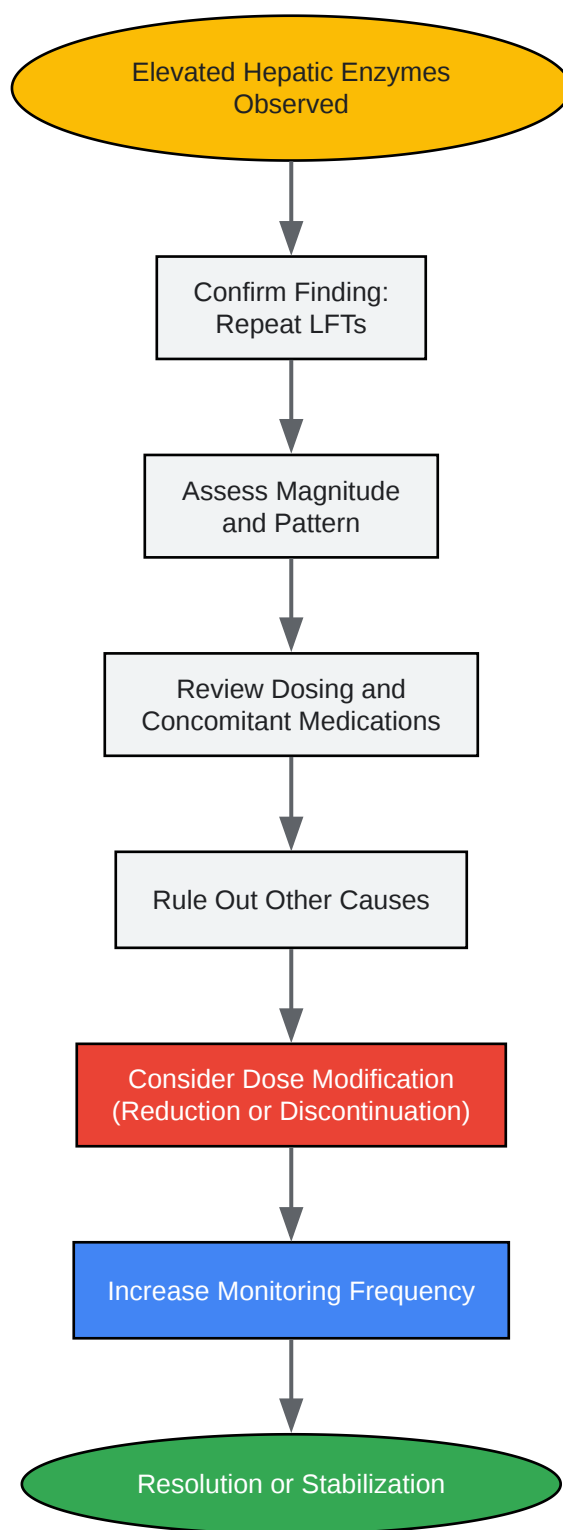 Elevated Hepatic Enzymes
Observed
Confirm Finding:
Repeat LFTs
Assess Magnitude
and Pattern
Review Dosing and
Concomitant Medications
Rule Out Other Causes
Consider Dose Modification
(Reduction or Discontinuation)
Increase Monitoring Frequency
Resolution or Stabilization